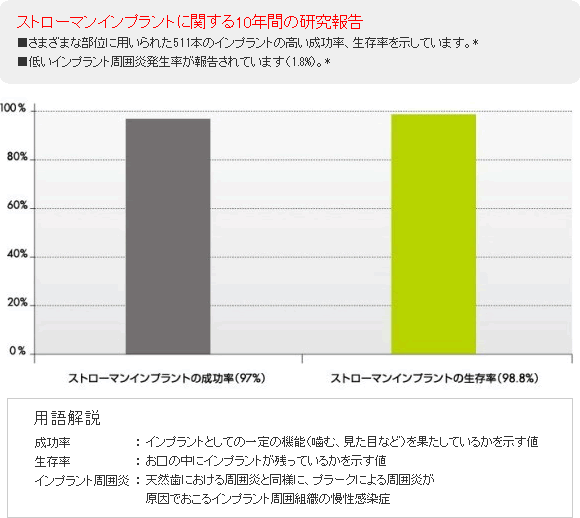 ストローマンインプラントに関する10年間の研究報告
■さまざまな部位に用いられた511本のインプラントの高い成功率、生存率を示しています。*
■低いインプラント周囲炎発生率が報告されています(1.8%)。*
100%
80%
60%
40%
20%
0%
ストローマンインプラントの成功率(97%) ストローマンインプラントの生存率(98.8%)
用語解説
成功率 : インプラントとしての一定の機能(噛む、見た目など)を果たしているかを示す値
生存率 : お口の中にインプラントが残っているかを示す値
インプラント周囲炎 : 天然歯における周囲炎と同様に、プラークによる周囲炎が
原因でおこるインプラント周囲組織の慢性感染症